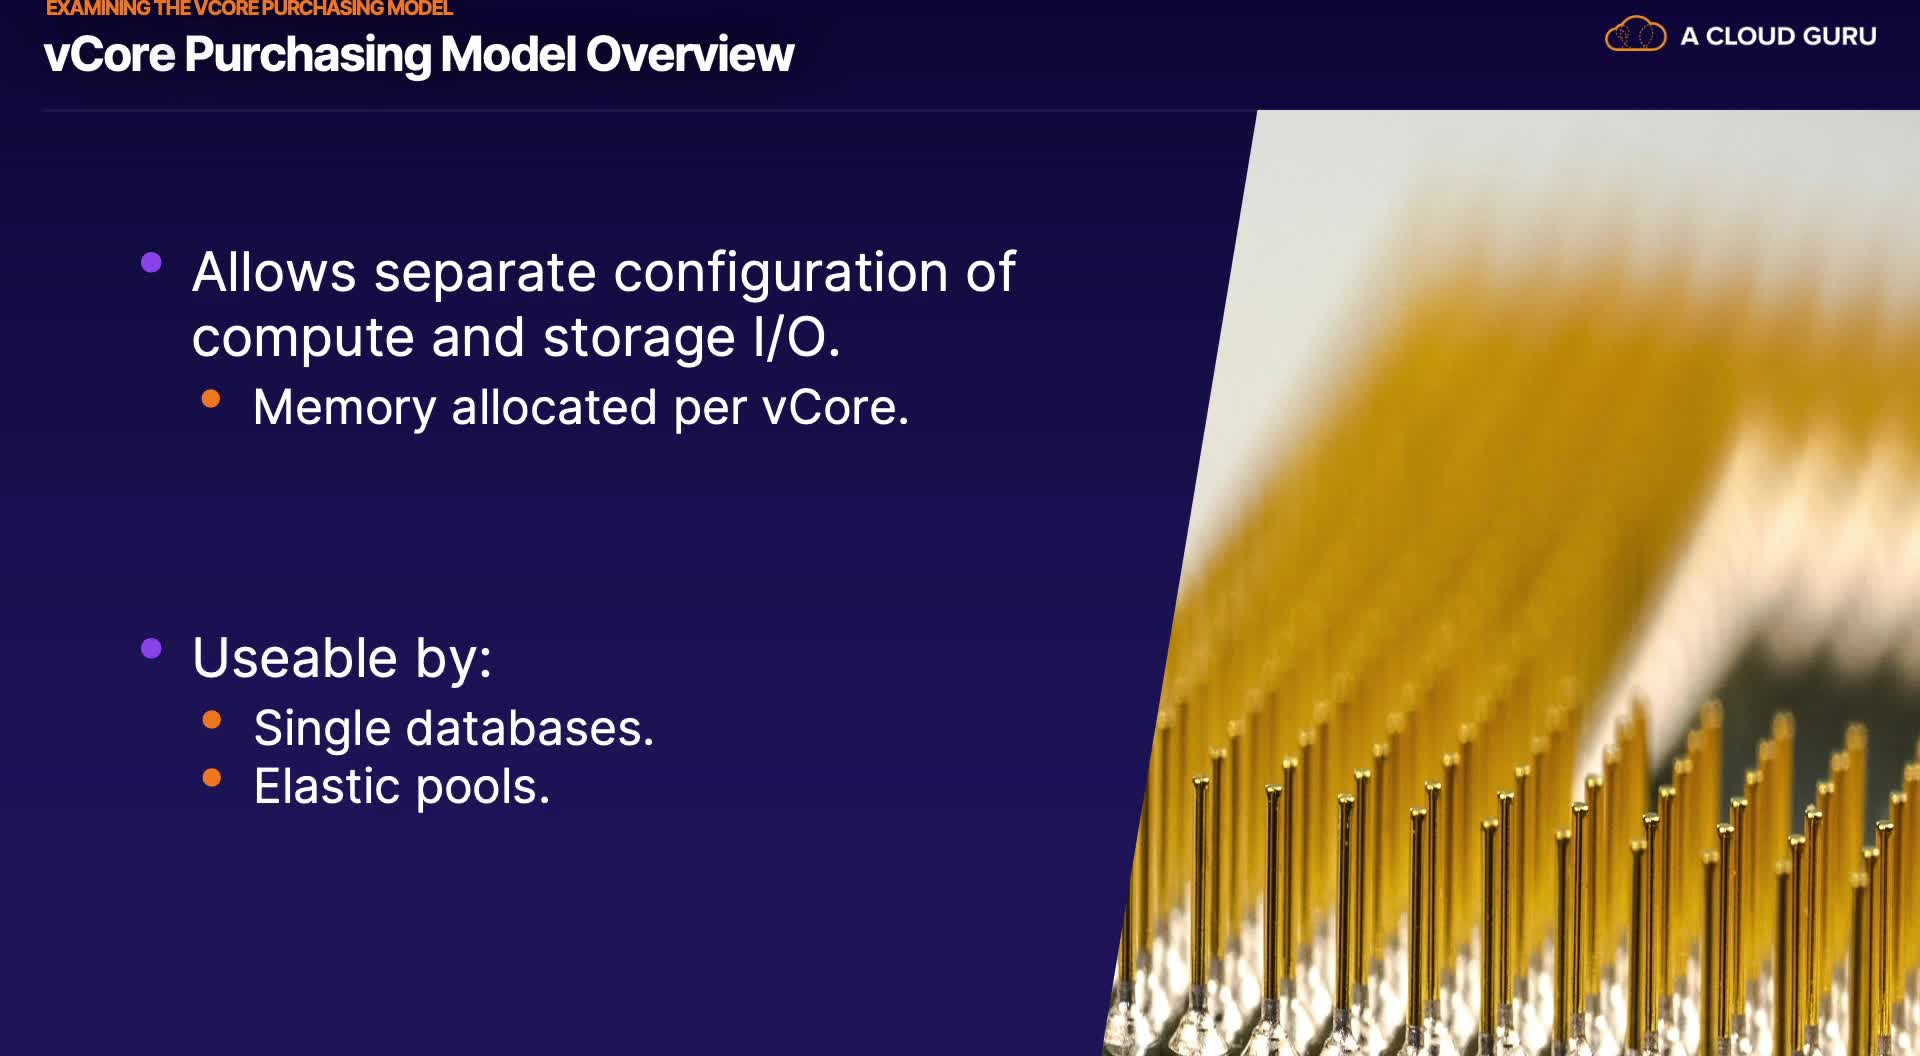 EXAMINING THE VCORE PURCHASING MODEL
vCore Purchasing Model Overview
A CLOUD GURU
Allows separate configuration of
compute and storage I/O.
Memory allocated per vCore.
Useable by:
Single databases.
Elastic pools.